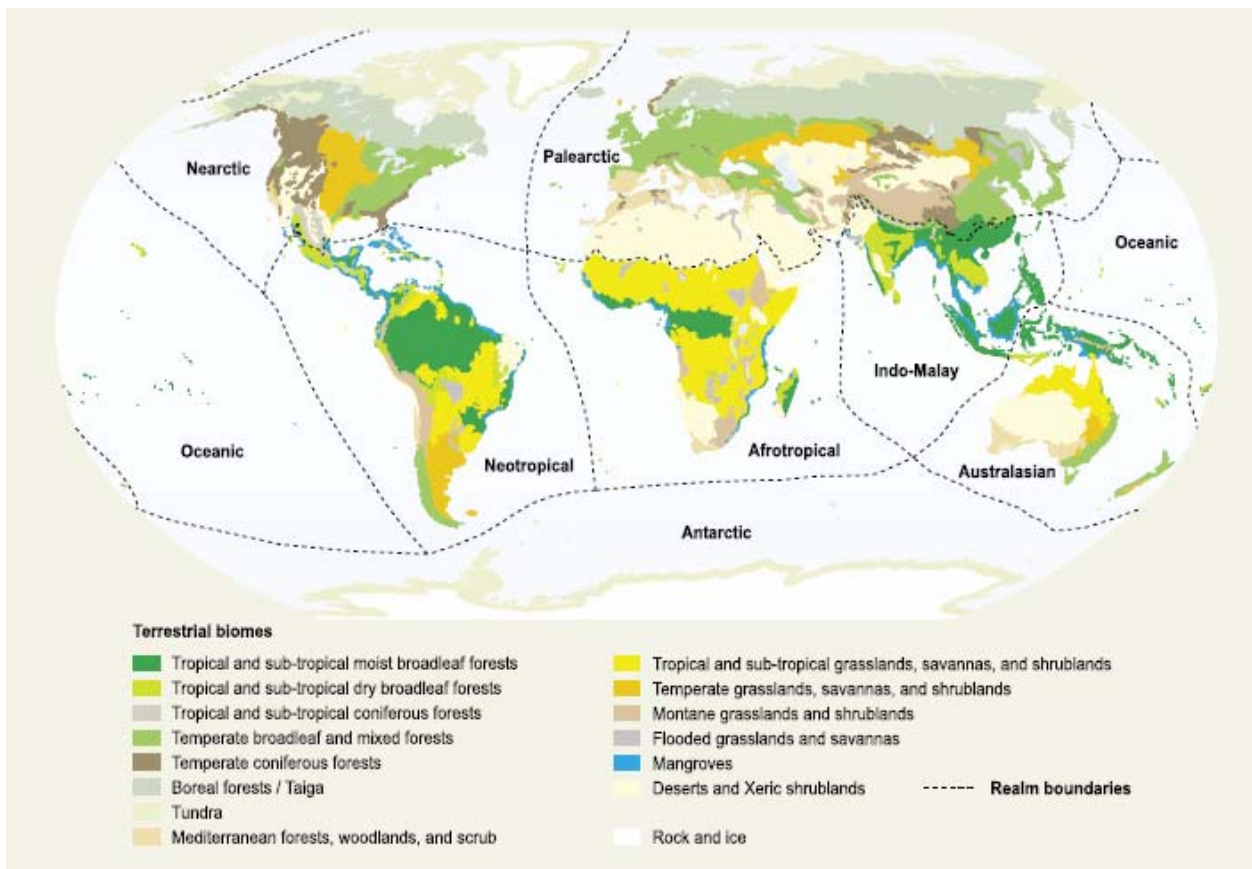 Nearctic
Palearctic
Oceanic
Indo-Malay
Oceanic
Neotropical
Afrotropical
Australasian
Antarctic
Terrestrial biomes
Tropical and sub-tropical moist broadleaf forests
Tropical and sub-tropical dry broadleaf forests
Tropical and sub-tropical coniferous forests
Temperate broadleaf and mixed forests
Temperate coniferous forests
Boreal forests / Taiga
Tundra
Mediterranean forests, woodlands, and scrub
Tropical and sub-tropical grasslands, savannas, and shrublands
Temperate grasslands, savannas, and shrublands
Montane grasslands and shrublands
Flooded grasslands and savannas
Mangroves
Deserts and Xeric shrublands
Rock and ice
Realm boundaries